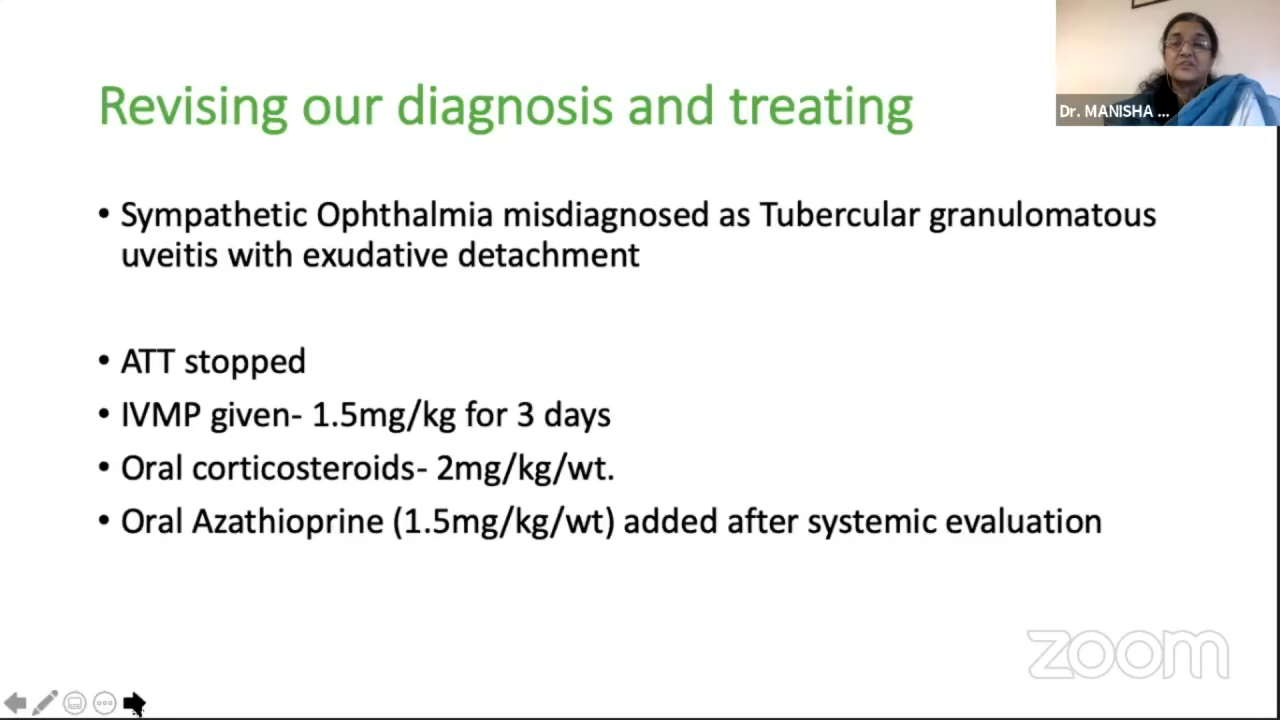 Revising our diagnosis and treating
Dr. MANISHA ...
• Sympathetic Ophthalmia misdiagnosed as Tubercular granulomatous
uveitis with exudative detachment
• ATT stopped
• IVMP given- 1.5mg/kg for 3 days
• Oral corticosteroids- 2mg/kg/wt.
• Oral Azathioprine (1.5mg/kg/wt) added after systemic evaluation
zoom